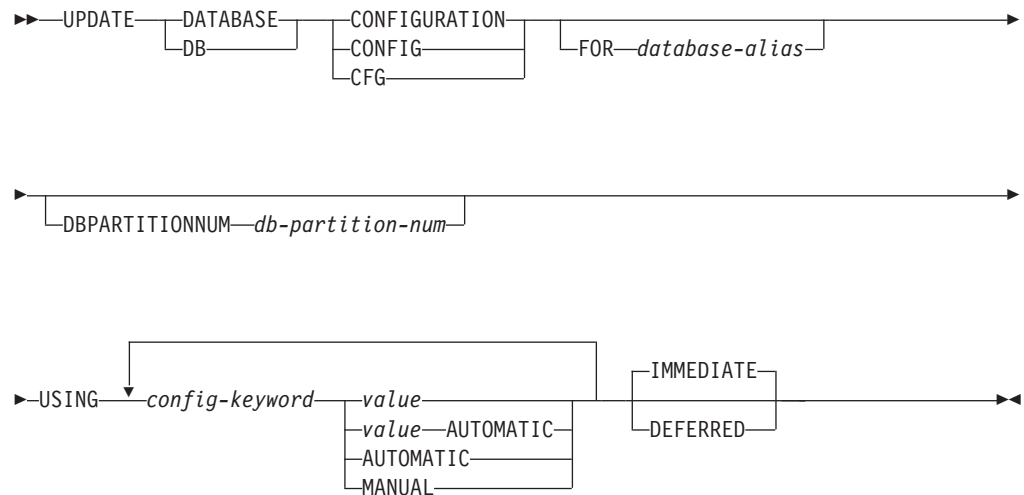 UPDATE DATABASE CONFIGURATION
DB CONFIG FOR database-alias
CFG
DBPARTITIONNUM db-partition-num
IMMEDIATE
USING config-keyword value
value AUTOMATIC DEFERRED
AUTOMATIC
MANUAL